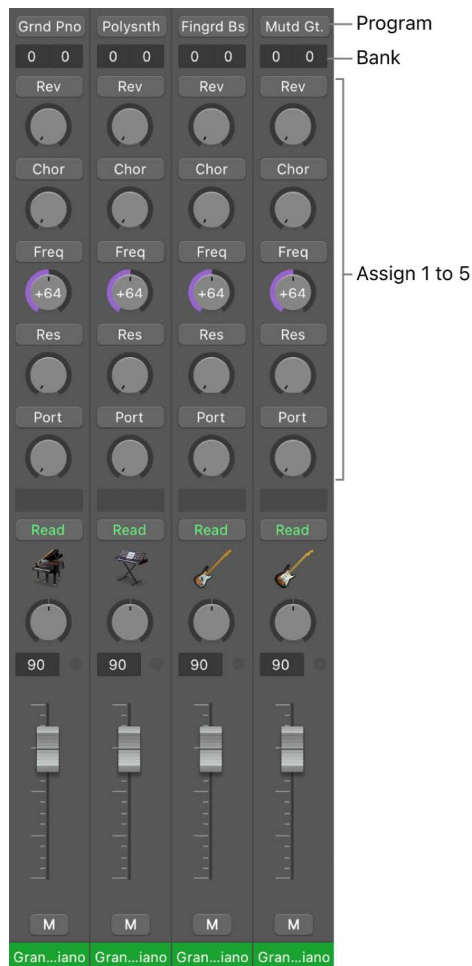 Grnd Pno Polysnth Fingrd Bs Mutd Gt. Program
0 0 0 0 0 0 0 0 Bank
Rev Rev Rev Rev
Chor Chor Chor Chor
Freq Freq Freq Freq
+64 +64 +64 +64 Assign 1 to 5
Res Res Res Res
Port Port Port Port
Read Read Read Read
90 90 90 90
M M M M
Gran...iano Gran...iano Gran...iano Gran...iano